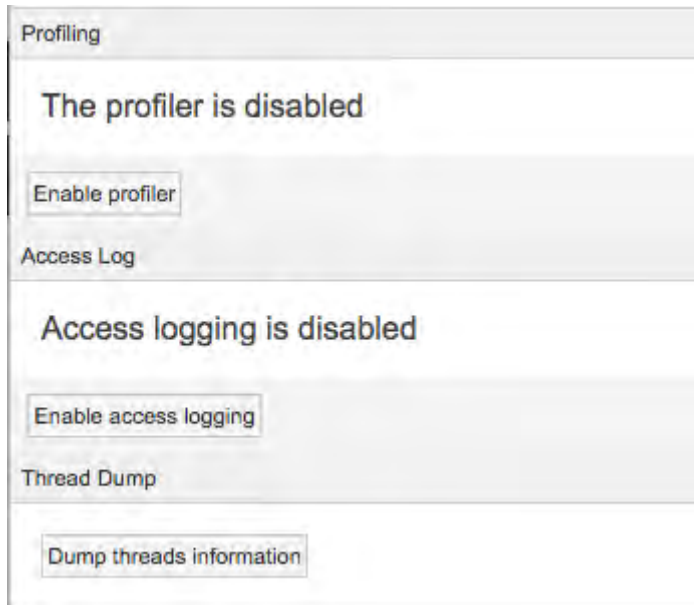 Profiling
The profiler is disabled
Enable profiler
Access Log
Access logging is disabled
Enable access logging
Thread Dump
Dump threads information